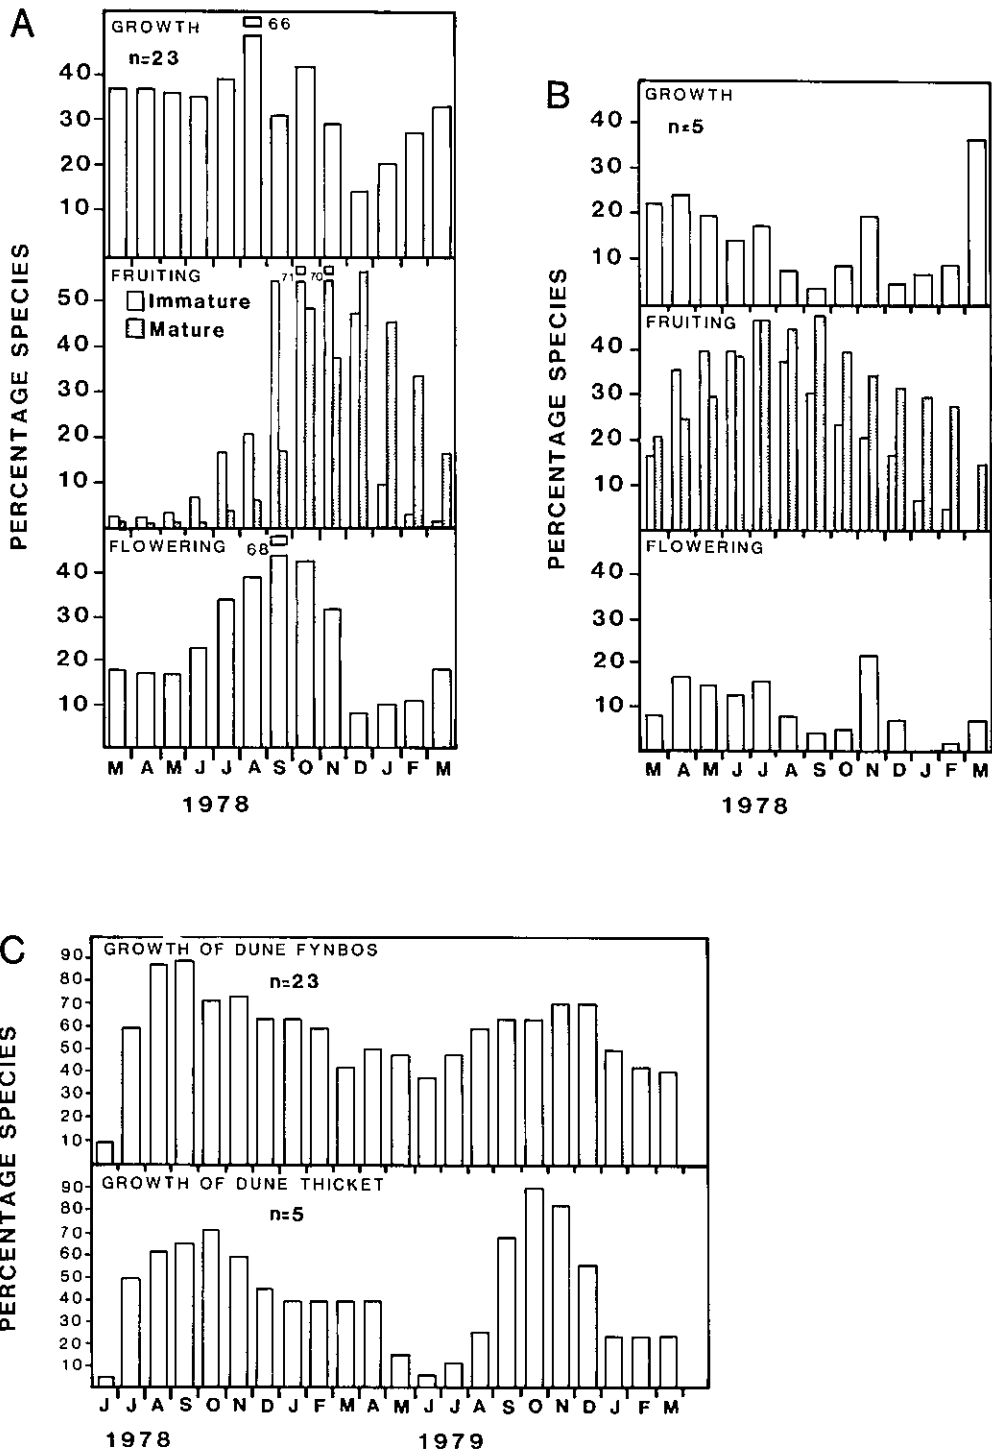 A
GROWTH
n=23
66
40
30
20
10
FRUITING
71 70
Immature
Mature
50
40
30
20
10
FLOWERING
68
40
30
20
10
M A M J J A S O N D J F M
1978
PERCENTAGE SPECIES
B
GROWTH
n=5
40
30
20
10
FRUITING
40
30
20
10
FLOWERING
40
30
20
10
M A M J J A S O N D J F M
1978
PERCENTAGE SPECIES
C
GROWTH OF DUNE FYNBOS
n=23
90
80
70
60
50
40
30
20
10
GROWTH OF DUNE THICKET
n=5
90
80
70
60
50
40
30
20
10
J J A S O N D J F M A M J J A S O N D J F M
1978 1979
PERCENTAGE SPECIES